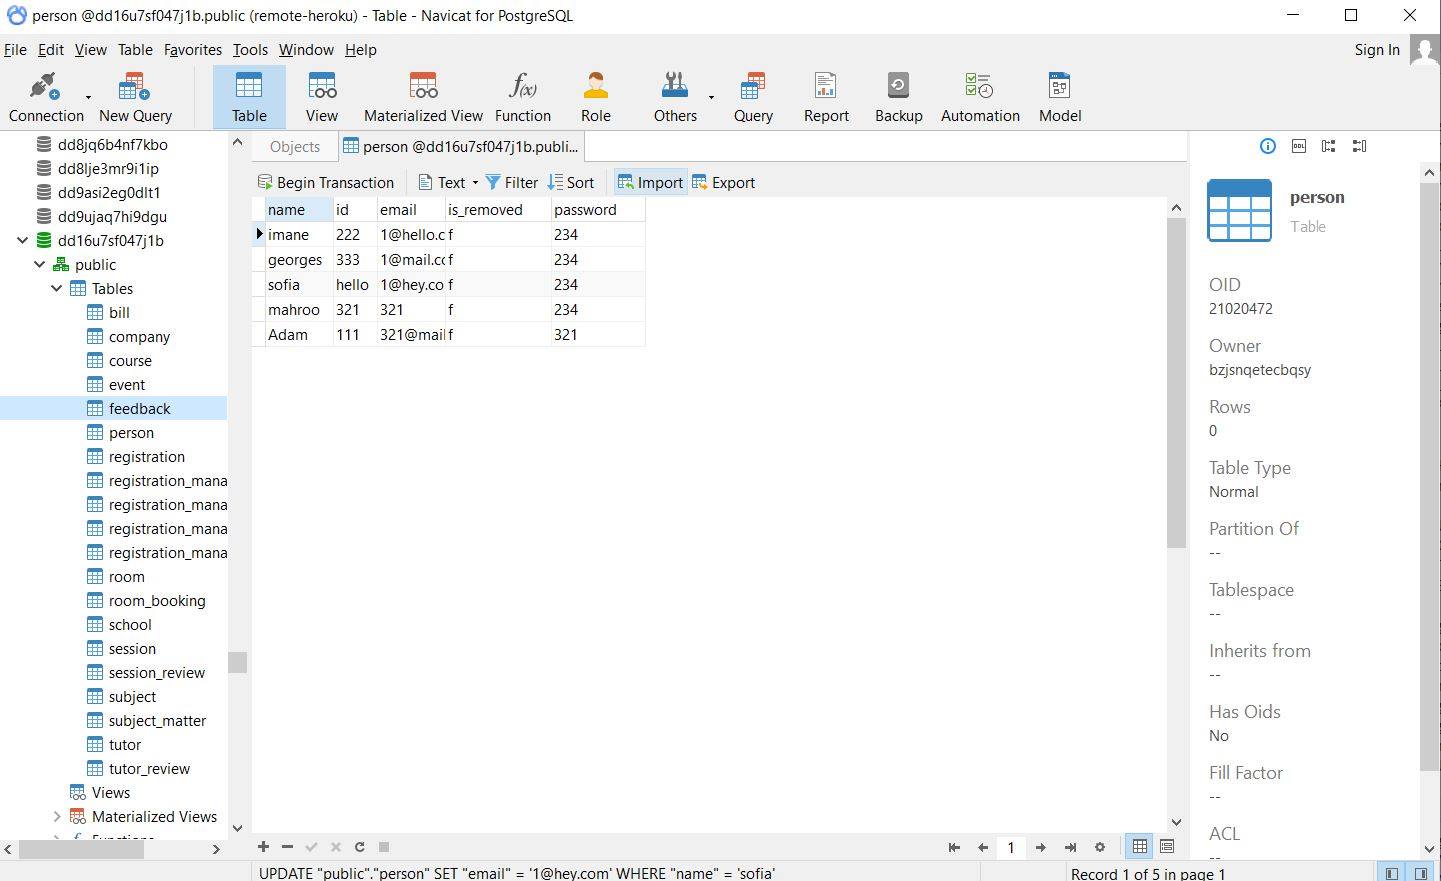 person @dd16u7sf047j1b.public (remote-heroku) - Table - Navicat for PostgreSQL
File Edit View Table Favorites Tools Window Help Sign In
Connection New Query Table View Materialized View Function Role Others Query Report Backup Automation Model
dd8jq6b4nf7kbo
dd8lje3mr9i1ip
dd9asi2eg0dlt1
dd9ujaq7hi9dgu
dd16u7sf047j1b
public
Tables
bill
company
course
event
feedback
person
registration
registration_mana
registration_mana
registration_mana
registration_mana
room
room_booking
school
session
session_review
subject
subject_matter
tutor
tutor_review
Views
Materialized Views
Objects person @dd16u7sf047j1b.publi...
Begin Transaction Text Filter Sort Import Export
name id email is_removed password
imane 222 1@hello.c f 234
georges 333 1@mail.cc f 234
sofia hello 1@hey.co f 234
mahroo 321 321 f 234
Adam 111 321@mail f 321
1
UPDATE "public"."person" SET "email" = '1@hey.com' WHERE "name" = 'sofia' Record 1 of 5 in page 1
DDL
person
Table
OID
21020472
Owner
bzjsnqetecbqsy
Rows
0
Table Type
Normal
Partition Of
--
Tablespace
--
Inherits from
--
Has Oids
No
Fill Factor
--
ACL
--